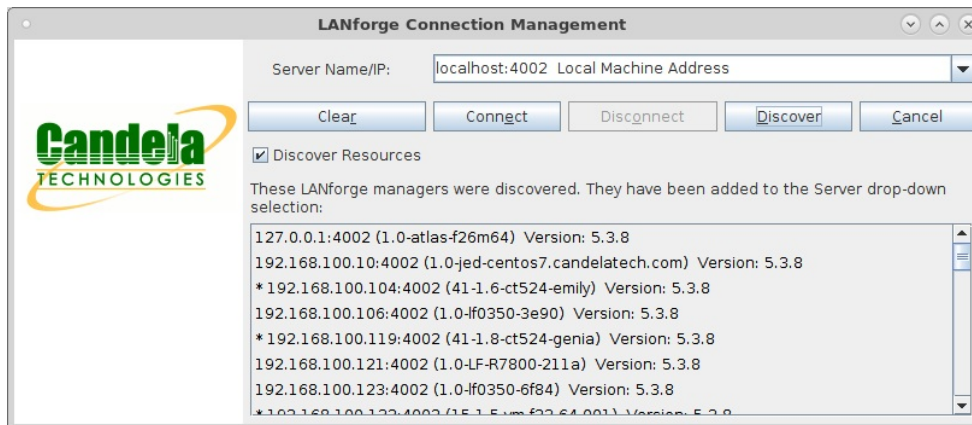 LANforge Connection Management
Candela
TECHNOLOGIES
Server Name/IP:
localhost:4002 Local Machine Address
Clear
Connect
Disconnect
Discover
Cancel
Discover Resources
These LANforge managers were discovered. They have been added to the Server drop-down
selection:
127.0.0.1:4002 (1.0-atlas-f26m64) Version: 5.3.8
192.168.100.10:4002 (1.0-jed-centos7.candelatech.com) Version: 5.3.8
* 192.168.100.104:4002 (41-1.6-ct524-emily) Version: 5.3.8
192.168.100.106:4002 (1.0-lf0350-3e90) Version: 5.3.8
* 192.168.100.119:4002 (41-1.8-ct524-genia) Version: 5.3.8
192.168.100.121:4002 (1.0-LF-R7800-211a) Version: 5.3.8
192.168.100.123:4002 (1.0-lf0350-6f84) Version: 5.3.8